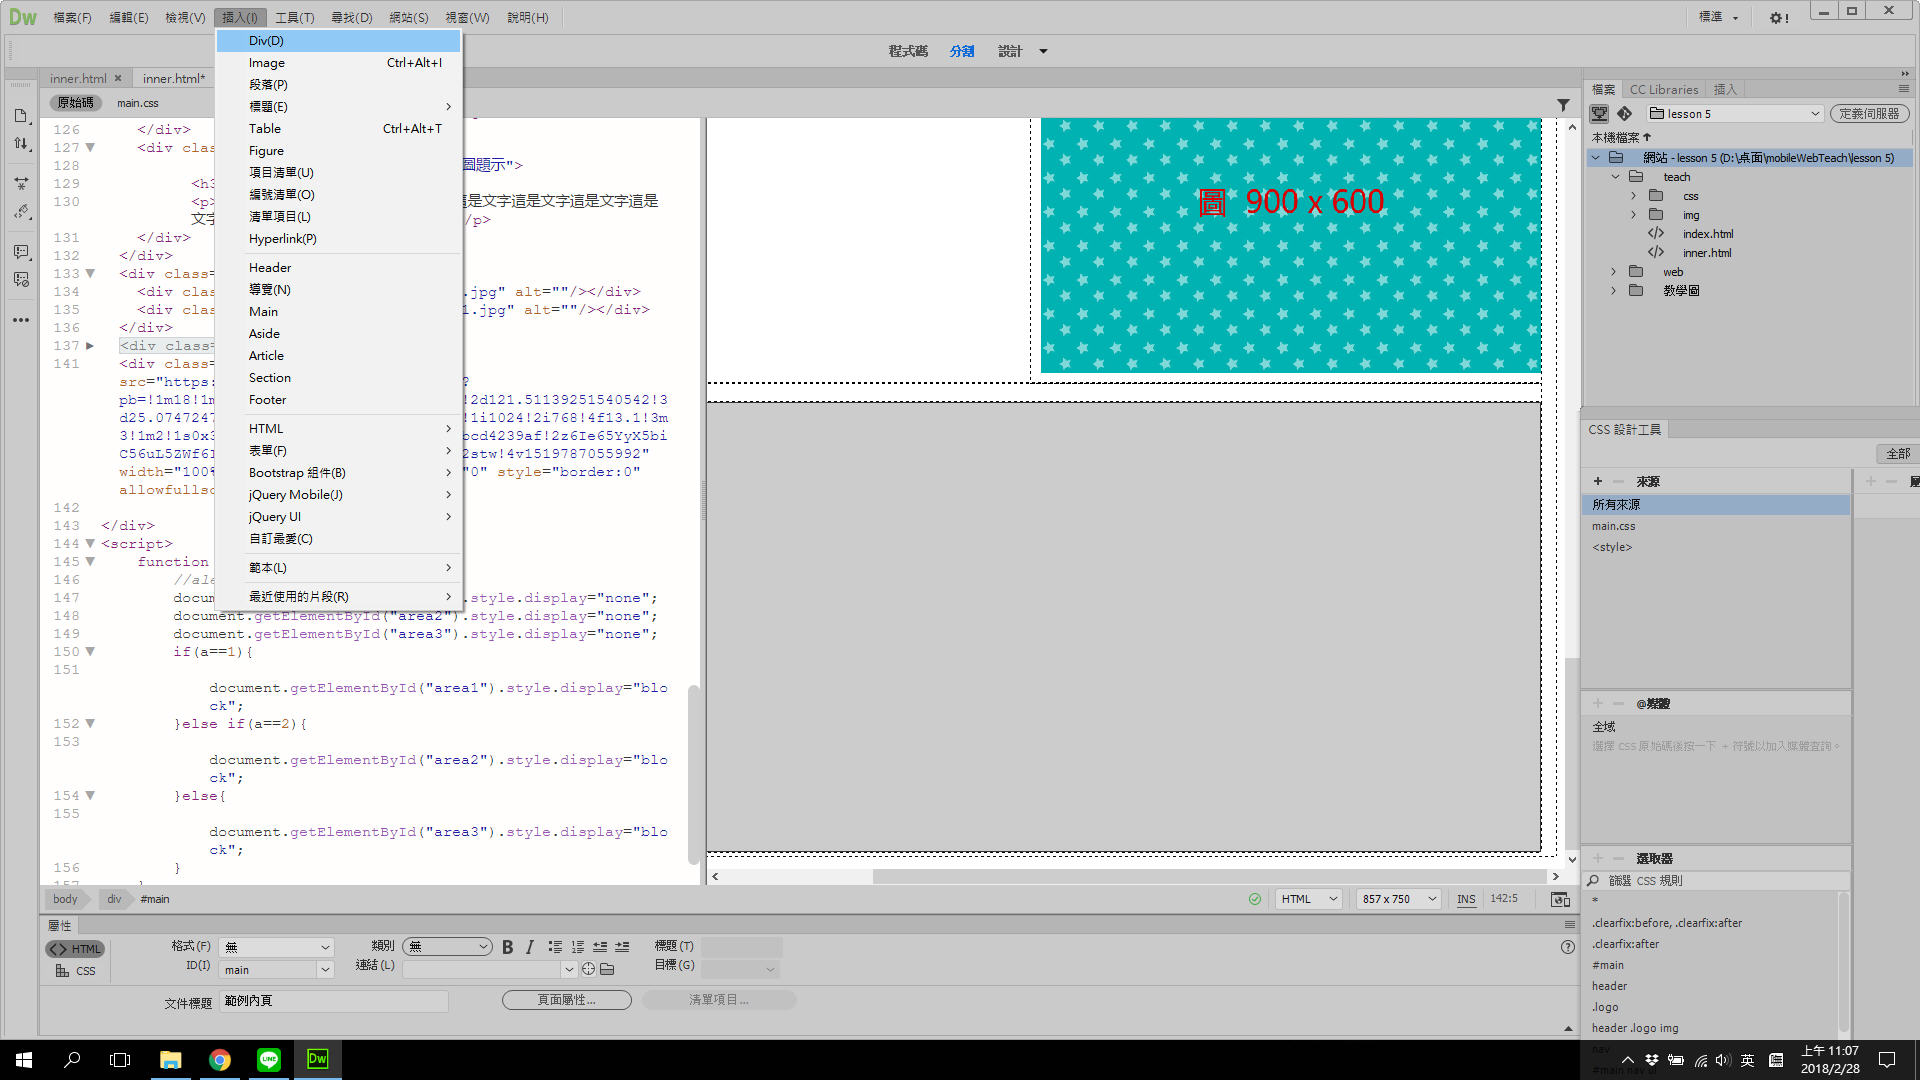 Dw 檔案(F) 編輯(E) 檢視(V) 插入(I) 工具(T) 尋找(D) 網站(S) 視窗(W) 說明(H) 標準
程式碼 分割 設計
inner.html × inner.html*
原始碼 main.css
Div(D)
Image Ctrl+Alt+I
段落(P)
標題(E)
Table Ctrl+Alt+T
Figure
項目清單(U)
編號清單(O)
清單項目(L)
Hyperlink(P)
Header
導覽(N)
Main
Aside
Article
Section
Footer
HTML
表單(F)
Bootstrap 組件(B)
jQuery Mobile(J)
jQuery UI
自訂最愛(C)
範本(L)
最近使用的片段(R)
126 </div>
127 <div clas
128 圖題示">
129 <h3
130 <p> 是文字這是文字這是文字這是
文字 /p>
131 </div>
132 </div>
133 <div class=
134 <div clas .jpg" alt=""/></div>
135 <div clas 1.jpg" alt=""/></div>
136 </div>
137 <div class=
141 <div class=
src="https: ?
pb=!1m18!1m !2d121.511392515405​42!3
d25.0747247 !1i1024!2i768!4f13.1!3m
3!1m2!1s0x3 cd4239af!2z6Ie65YyX5bi
C56uL5ZWf6I 2stw!4v1519787055992"
width="100% "0" style="border:0"
allowfullsc
142
143 </div>
144 <script>
145 function
146 //ale
147 docum .style.display="none";
148 document.getElementById("area2").style.display="none";
149 document.getElementById("area3").style.display="none";
150 if(a==1){
151
document.getElementById("area1").style.display="blo
ck";
152 }else if(a==2){
153
document.getElementById("area2").style.display="blo
ck";
154 }else{
155
document.getElementById("area3").style.display="blo
ck";
156 }
157
圖 900 x 600
body div #main HTML 857 x 750 INS 142:5
屬性
<> HTML 格式(F) 無 類別 無 B I 標題(T)
CSS ID(I) main 連結(L) 目標(G)
文件標題 範例內頁 頁面屬性... 清單項目...
檔案 CC Libraries 插入
lesson 5 定義伺服器
本機檔案
網站 - lesson 5 (D:\桌面\mobileWebTeach\lesson 5)
teach
css
img
index.html
inner.html
web
教學圖
CSS 設計工具
全部
+ − 來源
所有來源
main.css
<style>
+ − @媒體
全域
選擇 CSS 原始碼後按一下 + 符號以加入媒體查詢。
+ − 選取器
篩選 CSS 規則
*
.clearfix:before, .clearfix:after
.clearfix:after
#main
header
.logo
header .logo img
nav
#main nav ul
LINE
Dw
英
上午 11:07
2018/2/28